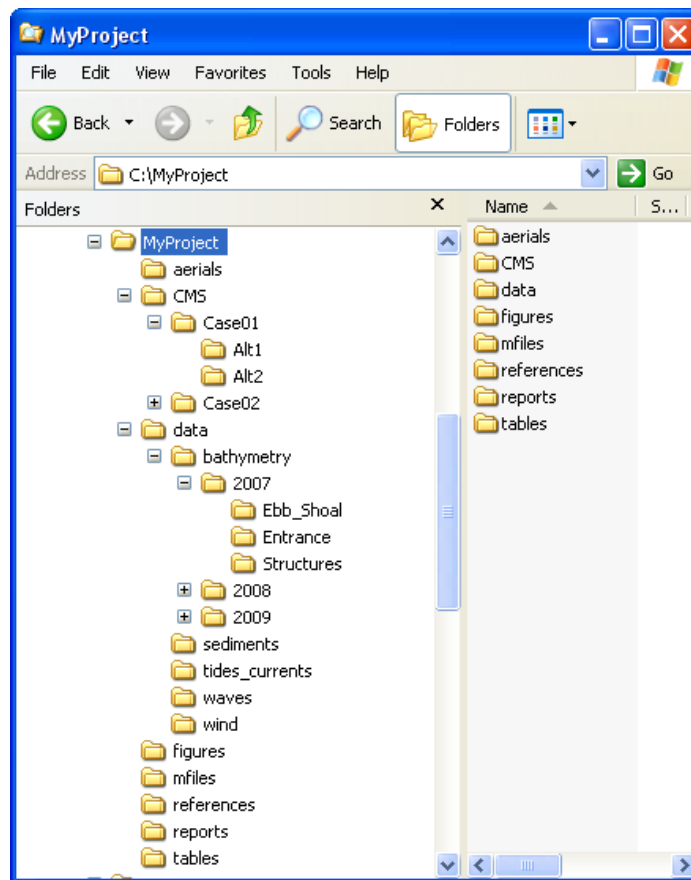 MyProject
File Edit View Favorites Tools Help
Back Search Folders
Address C:\MyProject Go
Folders Name S...
MyProject
aerials
CMS
Case01
Alt1
Alt2
Case02
data
bathymetry
2007
Ebb_Shoal
Entrance
Structures
2008
2009
sediments
tides_currents
waves
wind
figures
mfiles
references
reports
tables
aerials
CMS
data
figures
mfiles
references
reports
tables